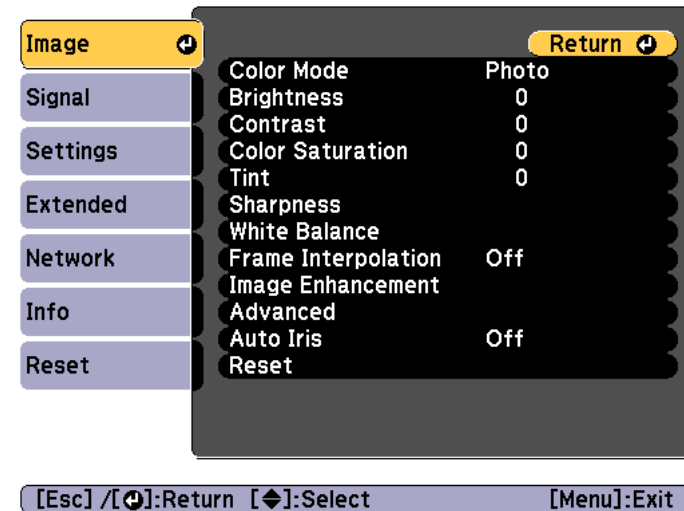 Image
Signal
Settings
Extended
Network
Info
Reset
Return
Color Mode Photo
Brightness 0
Contrast 0
Color Saturation 0
Tint 0
Sharpness
White Balance
Frame Interpolation Off
Image Enhancement
Advanced
Auto Iris Off
Reset
[Esc] /[⏎]:Return [◆]:Select [Menu]:Exit